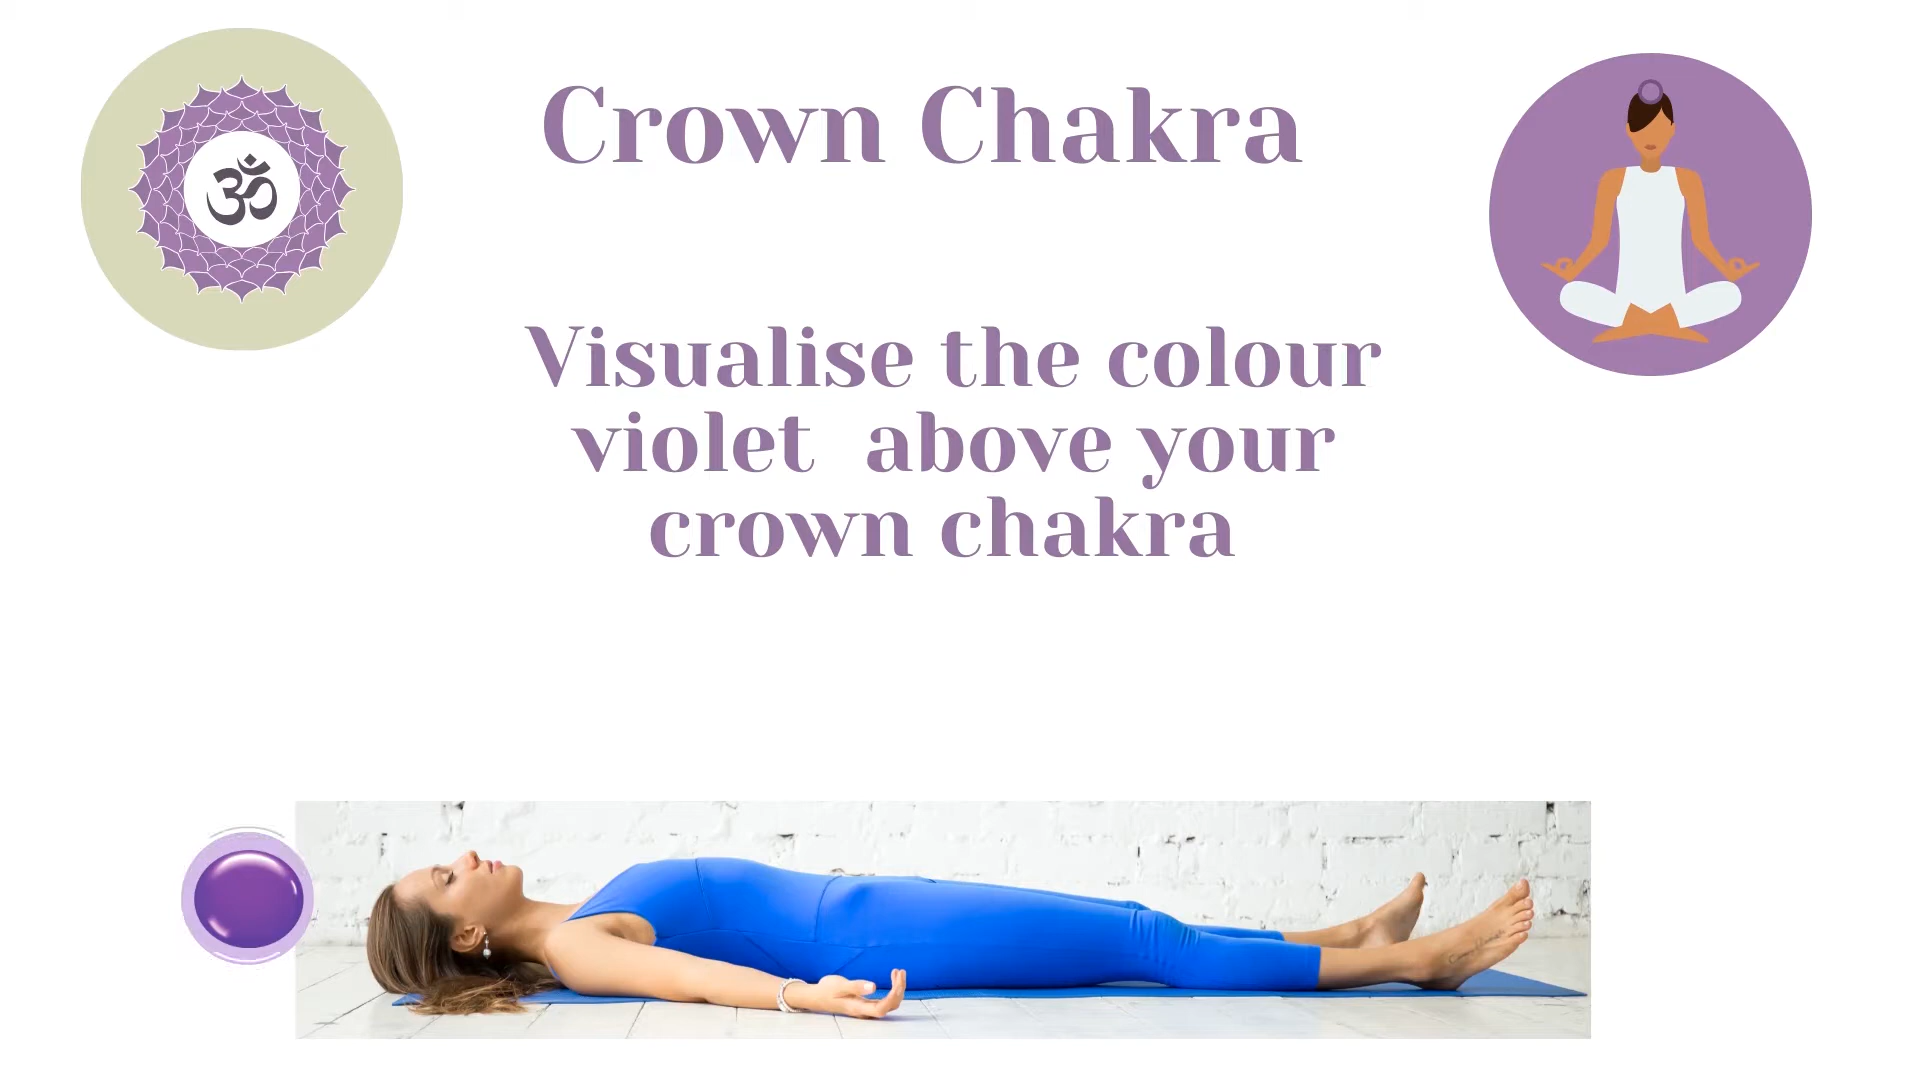 ॐ
Crown Chakra
Visualise the colour
violet above your
crown chakra